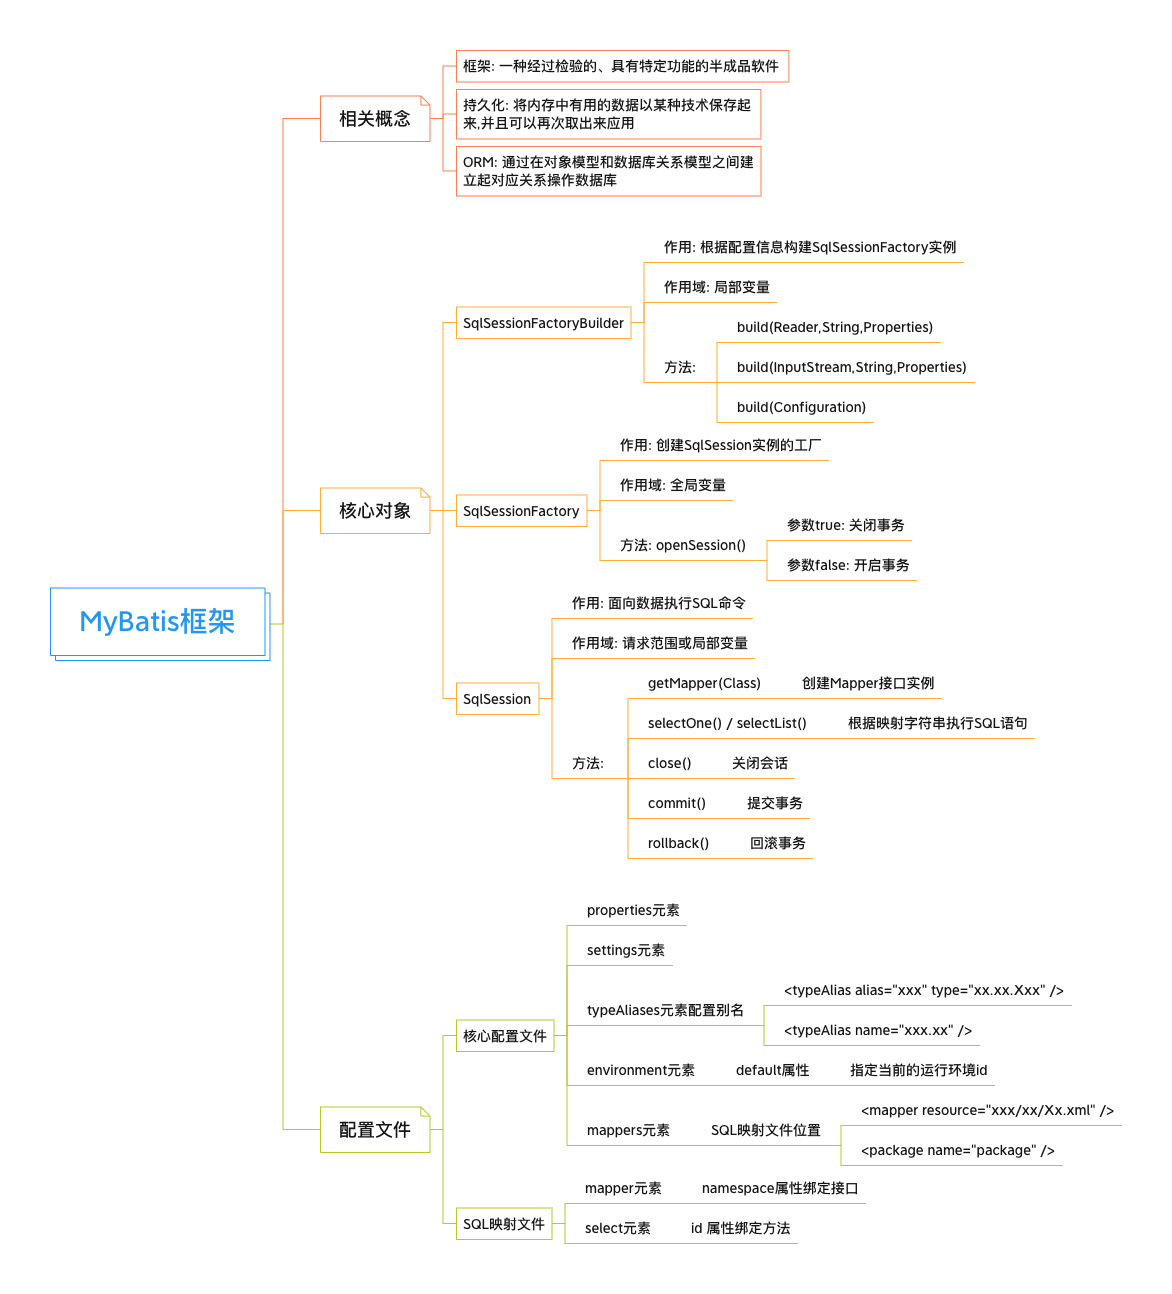 MyBatis框架
相关概念
框架: 一种经过检验的、具有特定功能的半成品软件
持久化: 将内存中有用的数据以某种技术保存起
来,并且可以再次取出来应用
ORM: 通过在对象模型和数据库关系模型之间建
立起对应关系操作数据库
核心对象
SqlSessionFactoryBuilder
作用: 根据配置信息构建SqlSessionFactory实例
作用域: 局部变量
方法:
build(Reader,String,Properties)
build(InputStream,String,Properties)
build(Configuration)
SqlSessionFactory
作用: 创建SqlSession实例的工厂
作用域: 全局变量
方法: openSession()
参数true: 关闭事务
参数false: 开启事务
SqlSession
作用: 面向数据执行SQL命令
作用域: 请求范围或局部变量
方法:
getMapper(Class) 创建Mapper接口实例
selectOne() / selectList() 根据映射字符串执行SQL语句
close() 关闭会话
commit() 提交事务
rollback() 回滚事务
配置文件
核心配置文件
properties元素
settings元素
typeAliases元素配置别名
<typeAlias alias="xxx" type="xx.xx.Xxx" />
<typeAlias name="xxx.xx" />
environment元素 default属性 指定当前的运行环境id
mappers元素 SQL映射文件位置
<mapper resource="xxx/xx/Xx.xml" />
<package name="package" />
SQL映射文件
mapper元素 namespace属性绑定接口
select元素 id 属性绑定方法